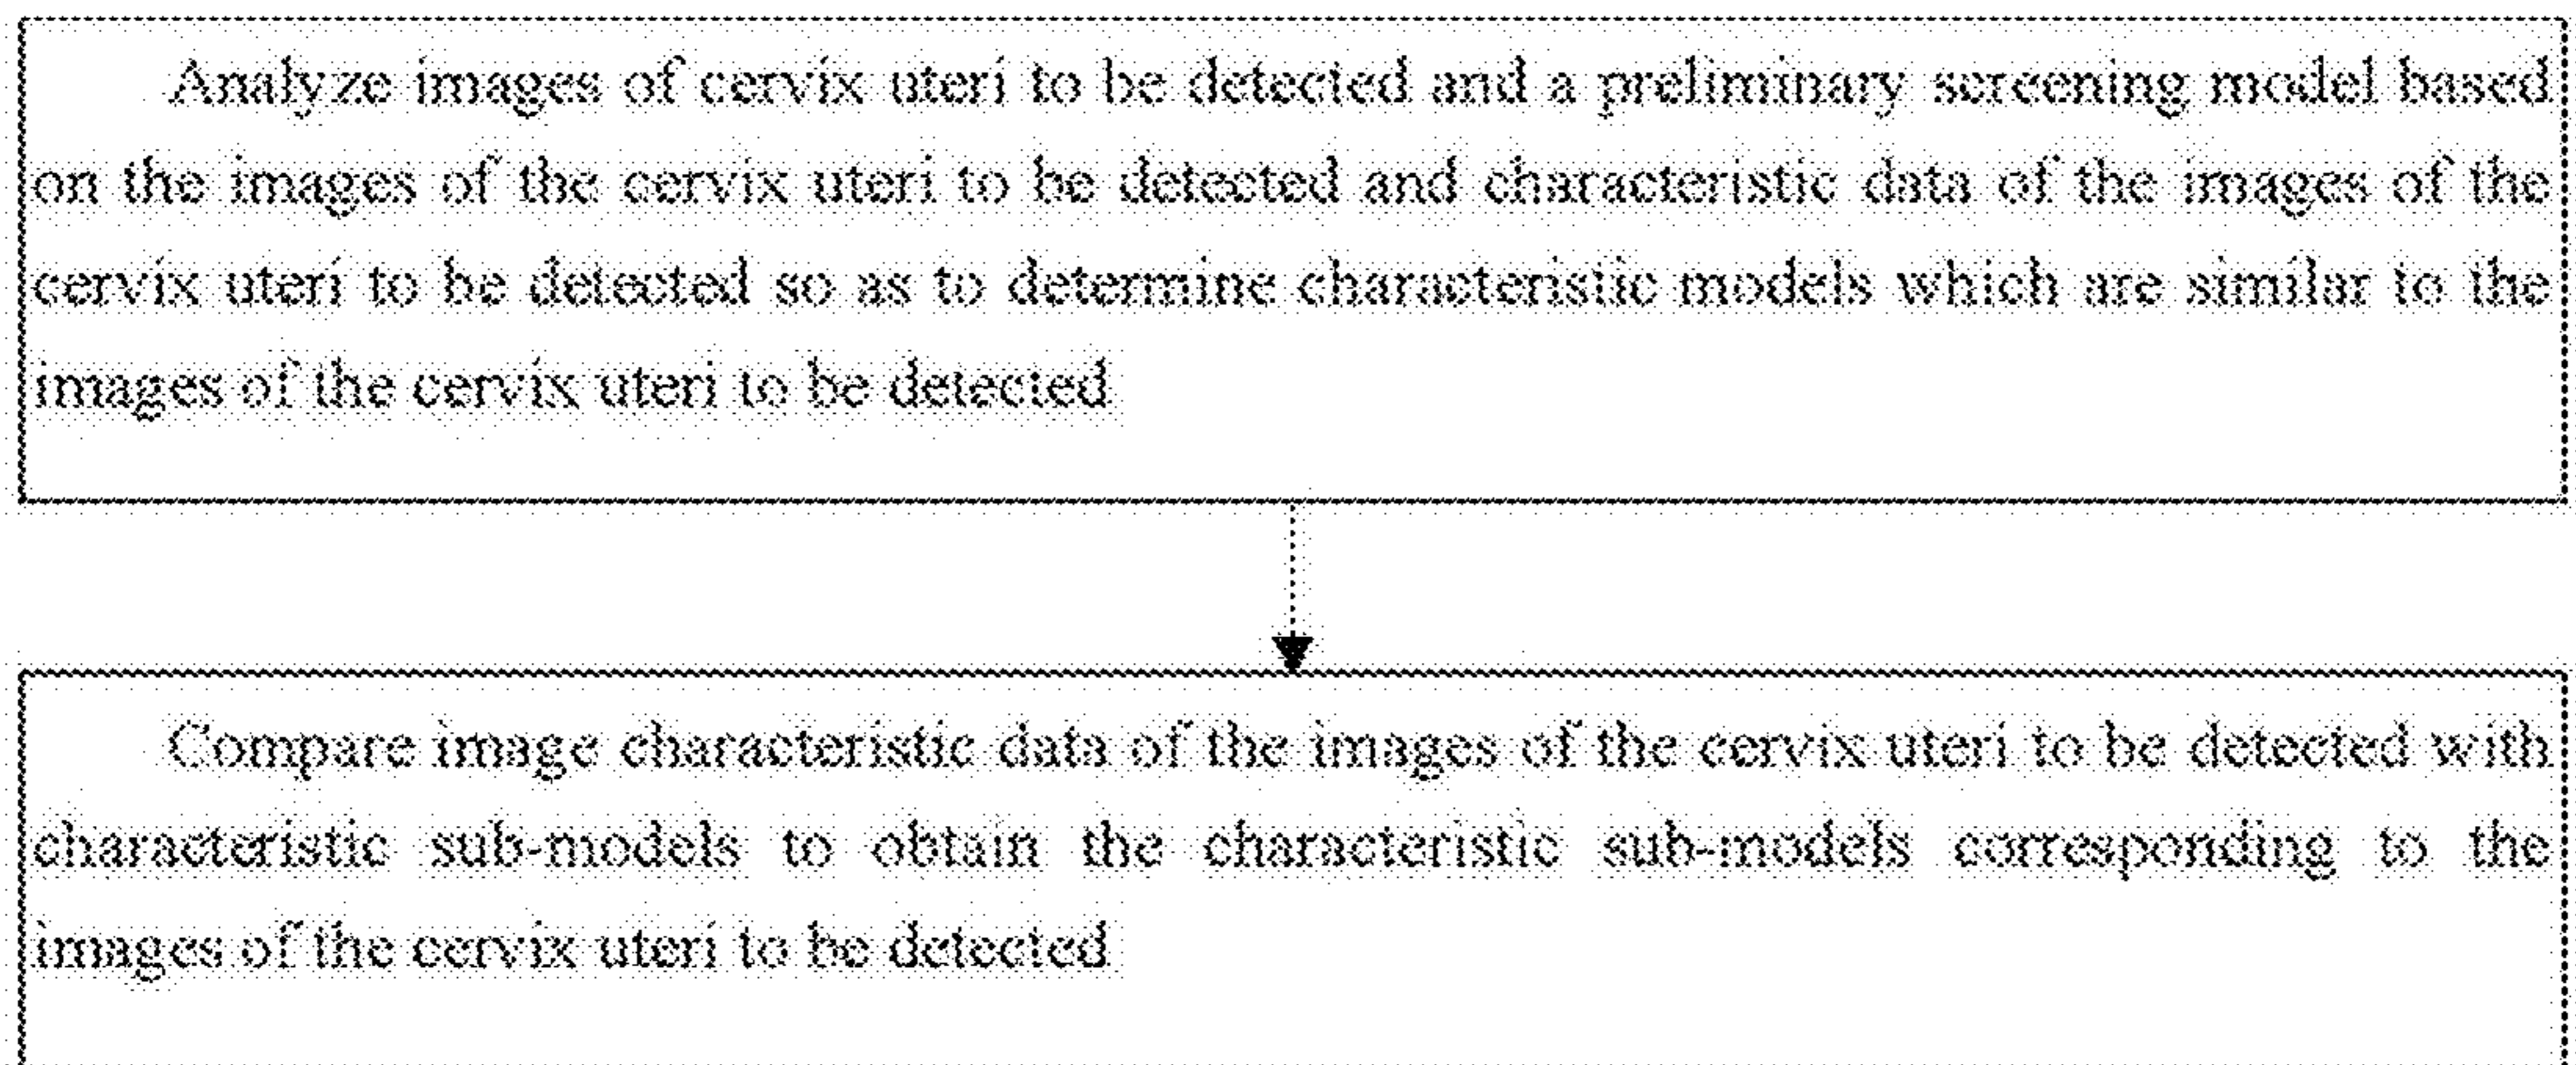 Analyze images of cervix uteri to be detected and a preliminary screening model based
on the images of the cervix uteri to be detected and characteristic data of the images of the
cervix uteri to be detected so as to determine characteristic models which are similar to the
images of the cervix uteri to be detected
Compare image characteristic data of the images of the cervix uteri to be detected with
characteristic sub-models to obtain the characteristic sub-models corresponding to the
images of the cervix uteri to be detected